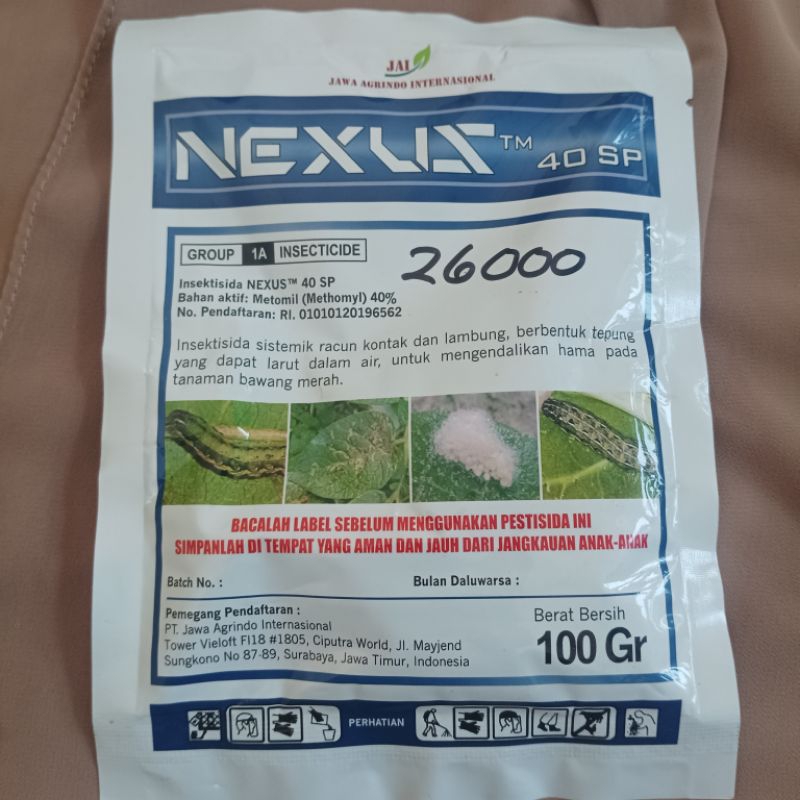 JAI
JAWA AGRINDO INTERNASIONAL
NEXUS™ 40 SP
GROUP 1A INSECTICIDE
26000
Insektisida NEXUS™ 40 SP
Bahan aktif: Metomil (Methomyl) 40%
No. Pendaftaran: RI. 01010120196562
Insektisida sistemik racun kontak dan lambung, berbentuk tepung
yang dapat larut dalam air, untuk mengendalikan hama pada
tanaman bawang merah.
BACALAH LABEL SEBELUM MENGGUNAKAN PESTISIDA INI
SIMPANLAH DI TEMPAT YANG AMAN DAN JAUH DARI JANGKAUAN ANAK-ANAK
Batch No. :
Bulan Daluwarsa :
Pemegang Pendaftaran :
PT. Jawa Agrindo Internasional
Tower Vieloft Fl18 #1805, Ciputra World, Jl. Mayjend
Sungkono No 87-89, Surabaya, Jawa Timur, Indonesia
Berat Bersih
100 Gr
PERHATIAN